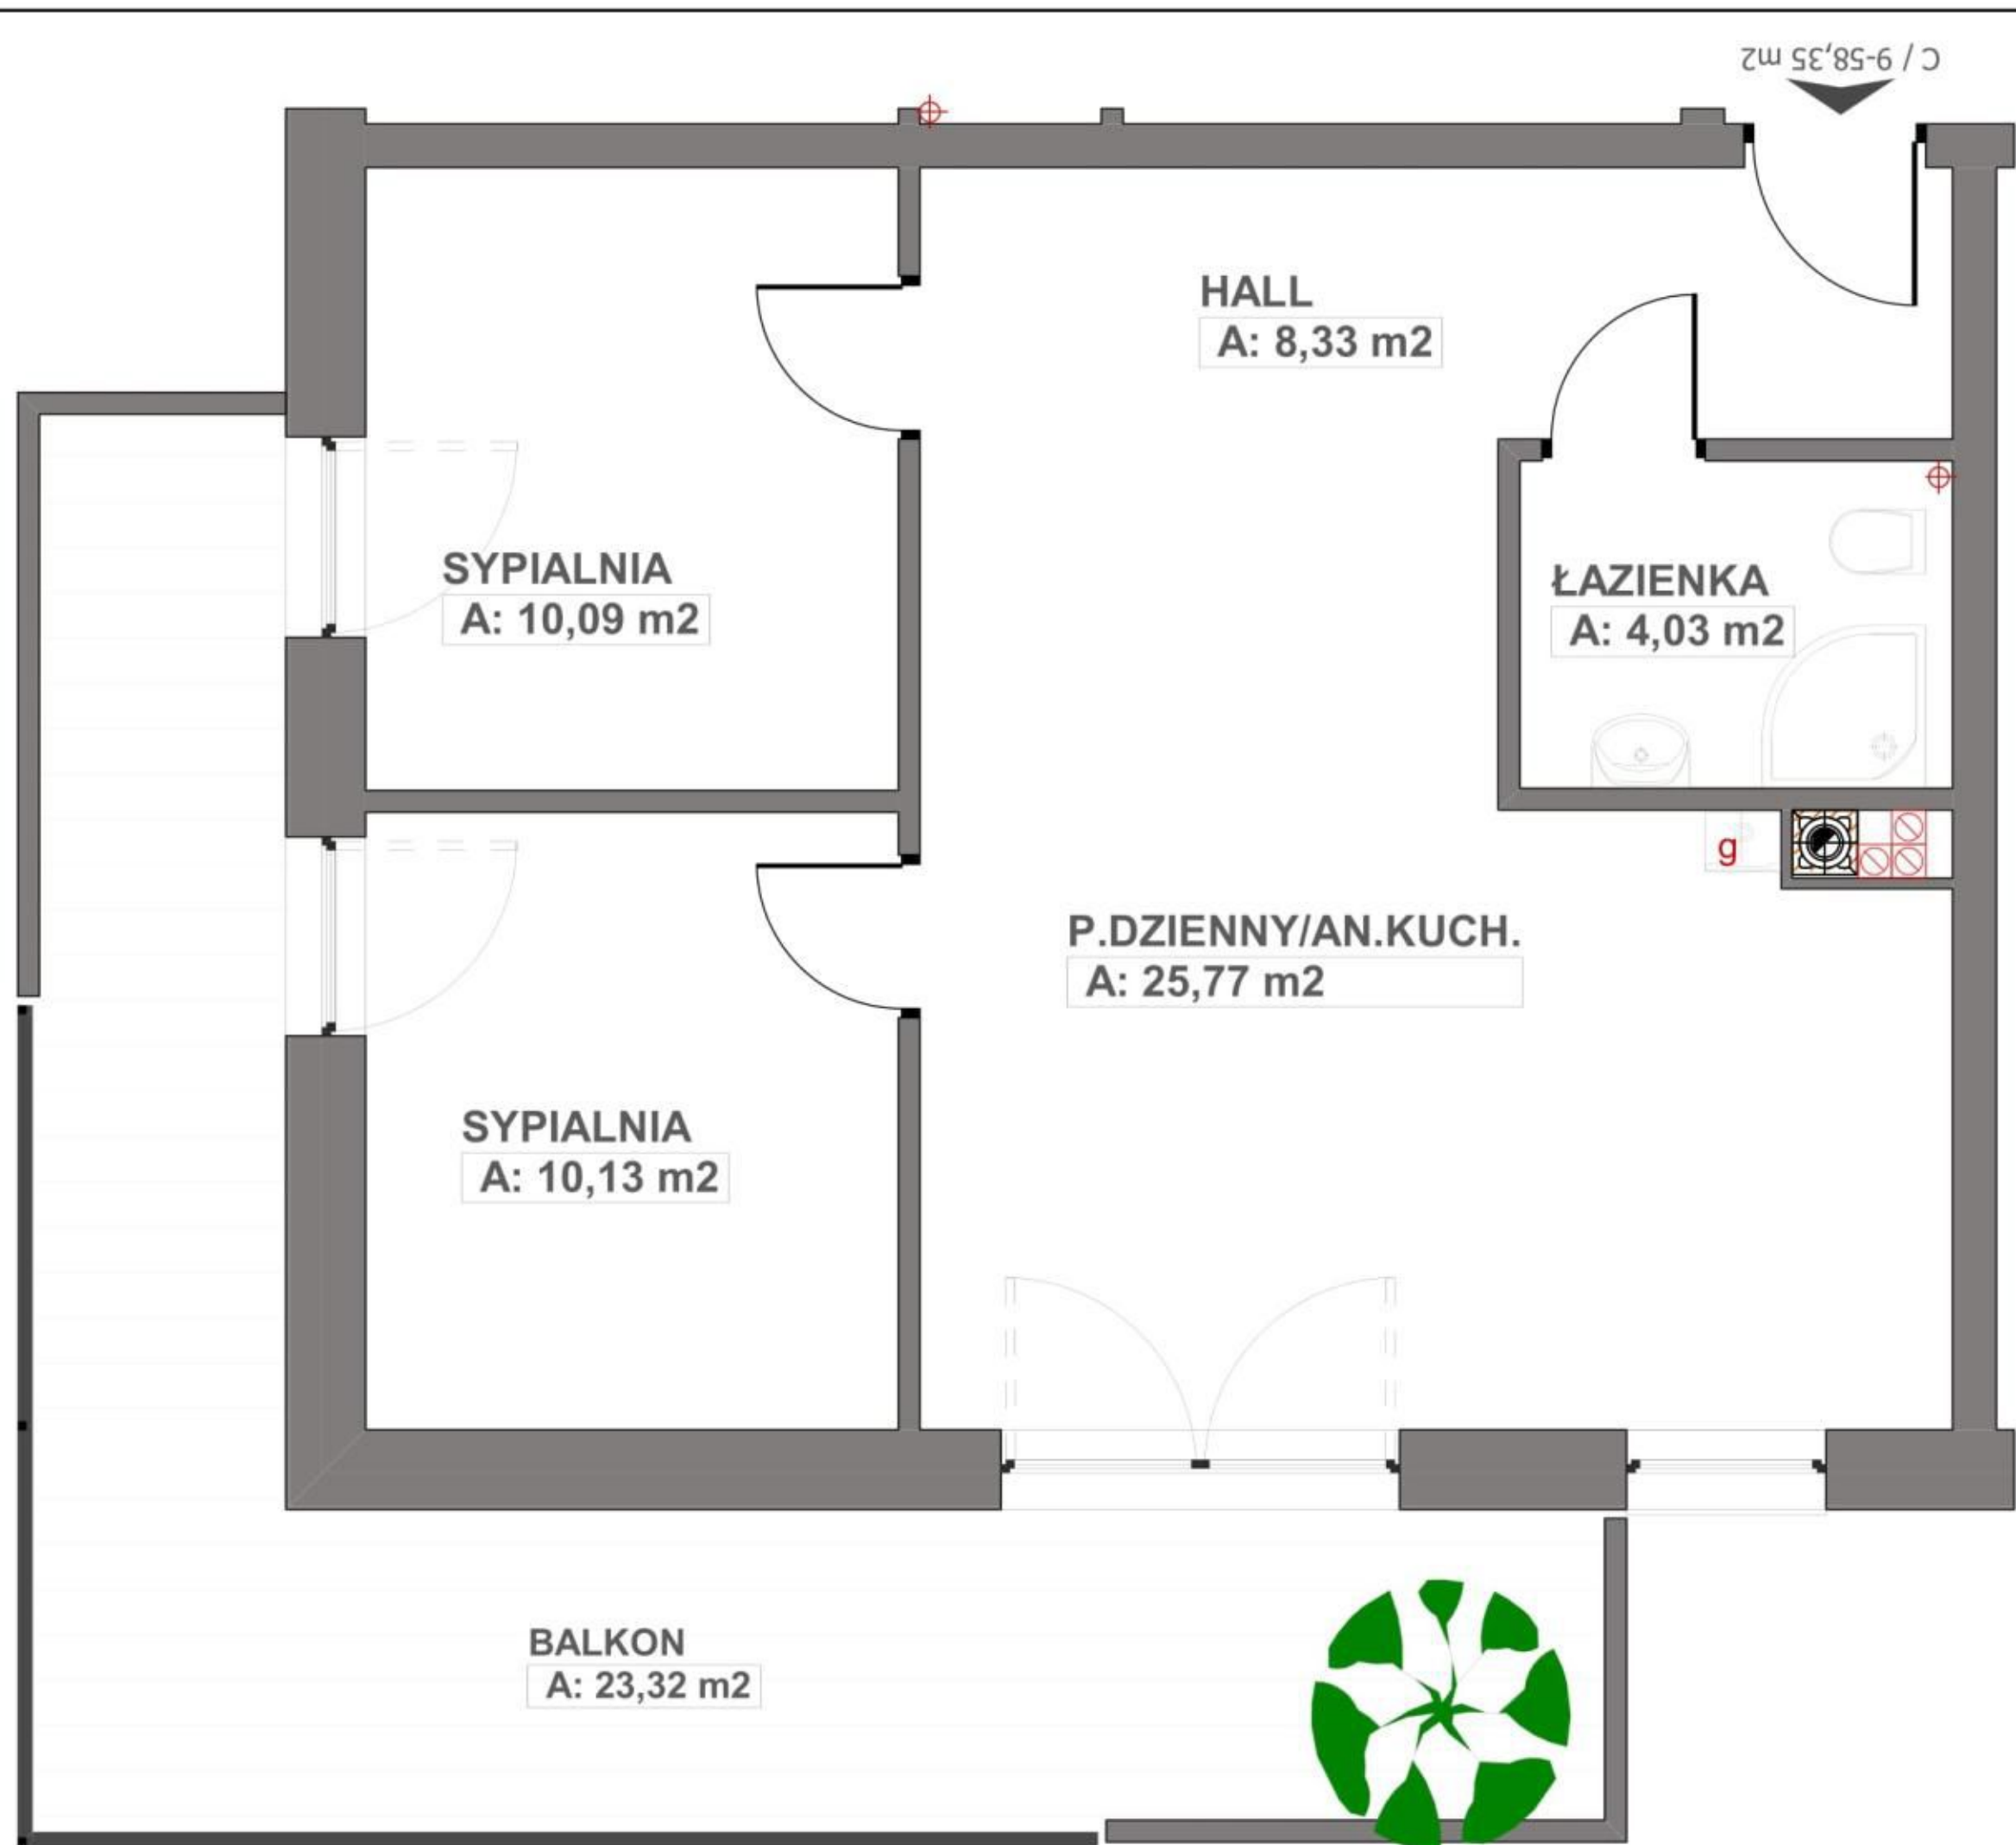 C / 9-58,35 m2
HALL
A: 8,33 m2
SYPIALNIA
A: 10,09 m2
ŁAZIENKA
A: 4,03 m2
g
P.DZIENNY/AN.KUCH.
A: 25,77 m2
SYPIALNIA
A: 10,13 m2
BALKON
A: 23,32 m2